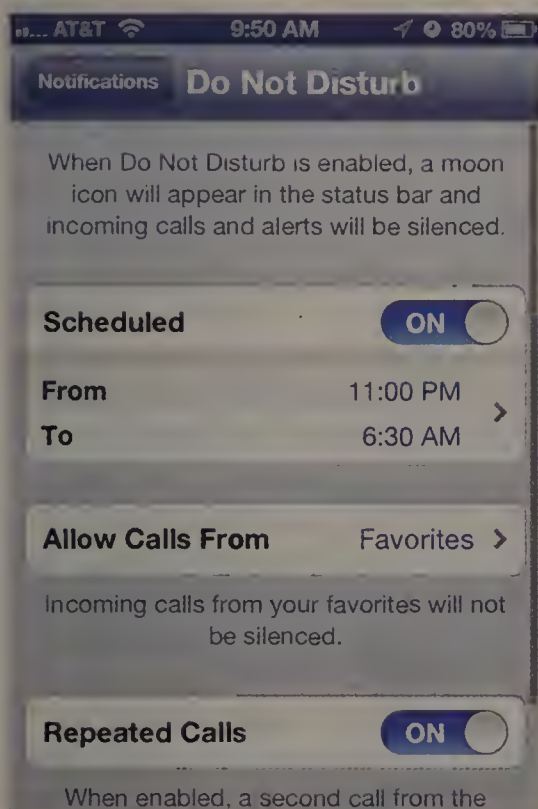 ... AT&T 9:50 AM 80%
Notifications Do Not Disturb
When Do Not Disturb is enabled, a moon
icon will appear in the status bar and
incoming calls and alerts will be silenced.
Scheduled ON
From 11:00 PM
To 6:30 AM
Allow Calls From Favorites
Incoming calls from your favorites will not
be silenced.
Repeated Calls ON
When enabled, a second call from the